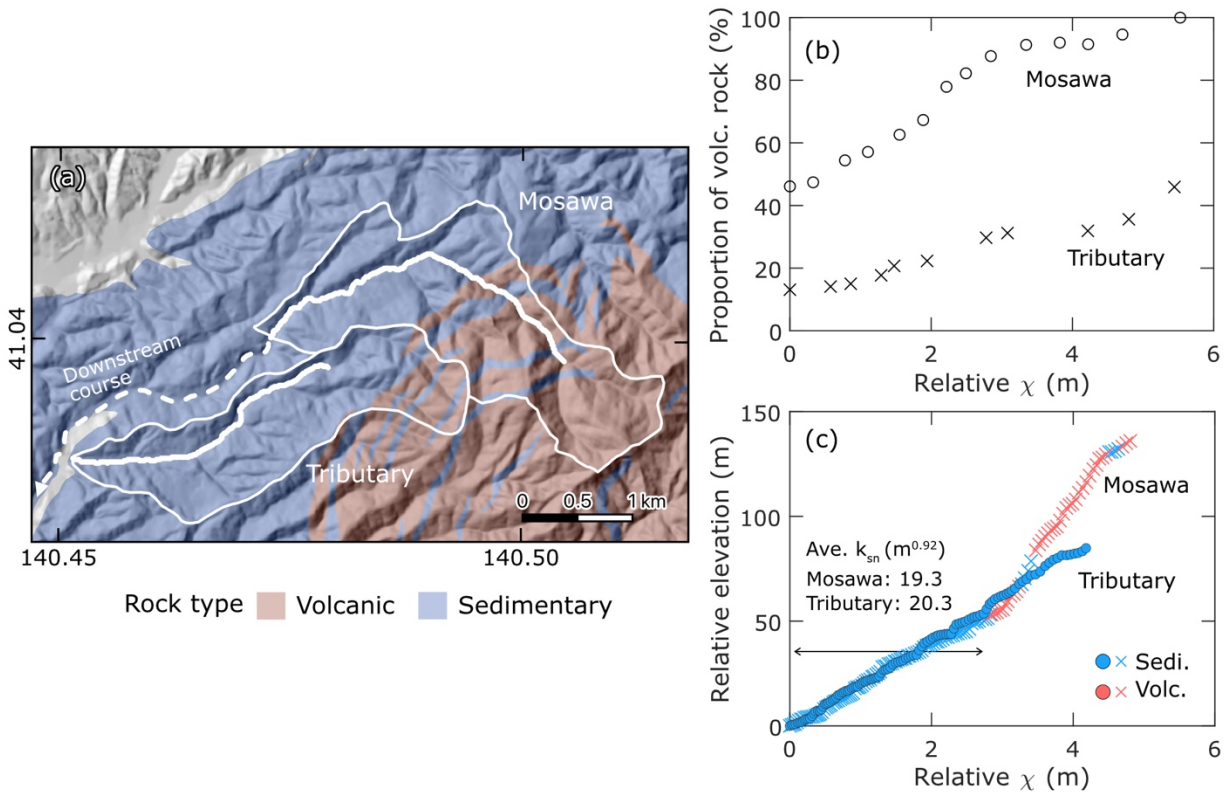 (a)
Mosawa
Downstream
course
Tributary
0 0.5 1 km
41.04
140.45 140.50
Rock type Volcanic Sedimentary
(b)
Proportion of volc. rock (%)
100
80
60
40
20
0
Mosawa
Tributary
0 2 4 6
Relative χ (m)
(c)
Relative elevation (m)
150
100
50
0
Mosawa
Tributary
Ave. kₛₙ (m⁰·⁹²)
Mosawa: 19.3
Tributary: 20.3
Sedi.
Volc.
0 2 4 6
Relative χ (m)